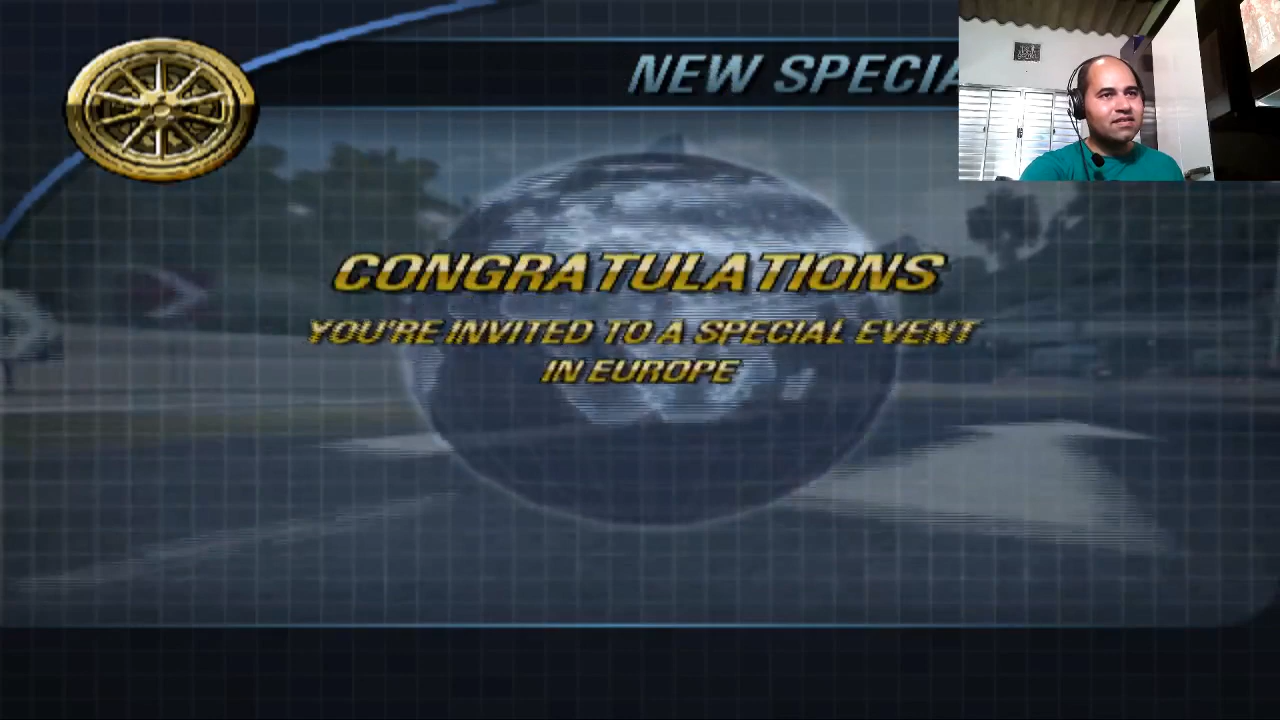 NEW SPECIA
CONGRATULATIONS
YOU'RE INVITED TO A SPECIAL EVENT
IN EUROPE